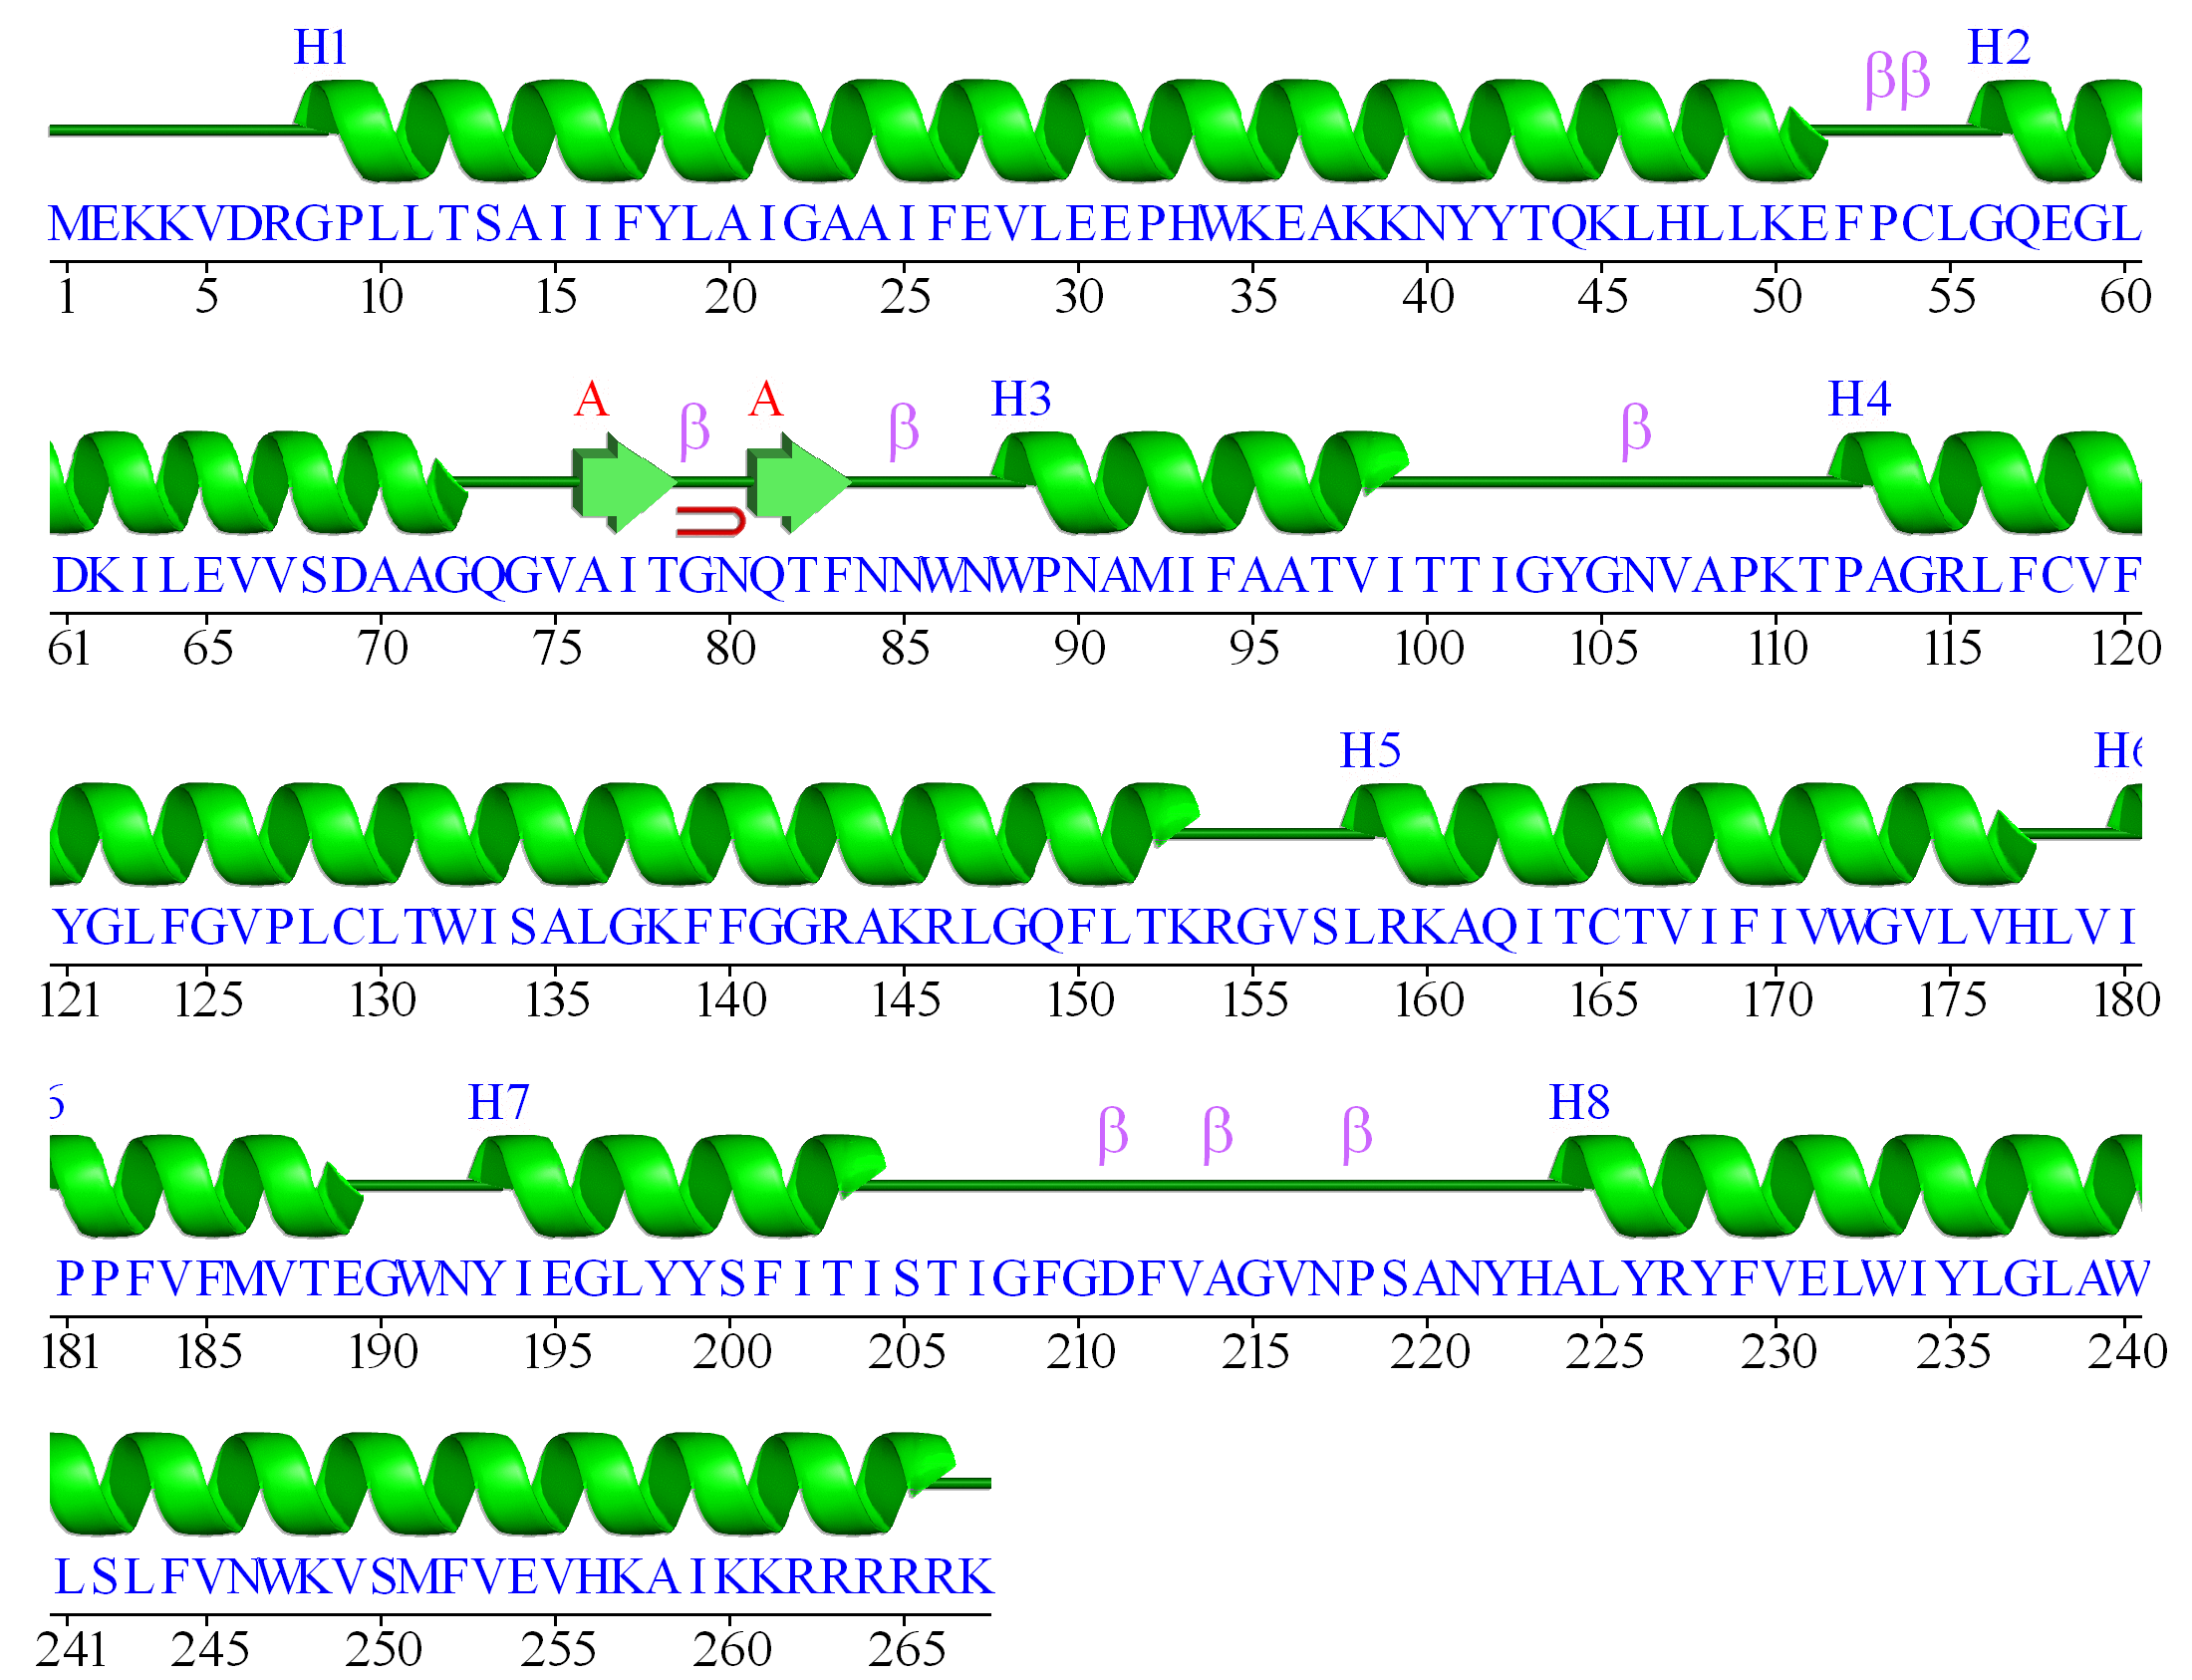 H1 ββ H2
MEKKVDRGPLLTSAIIFYLAIGAAIFEVLEEPHWKEAKKNYYTQKLHLLKEFPCLGQEGL
1 5 10 15 20 25 30 35 40 45 50 55 60
A β A β H3 β H4
DKILEVVSDAAGQGVAITGNQTFNNWNWPNAMIFAATVITTIGYGNVAPKTPAGRLFCVF
61 65 70 75 80 85 90 95 100 105 110 115 120
H5 H6
YGLFGVPLCLTWISALGKFFGGRAKRLGQFLTKRGVSLRKAQITCTVIFIVWGVLVHLVI
121 125 130 135 140 145 150 155 160 165 170 175 180
6 H7 β β β H8
PPFVFMVTEGWNYIEGLYYSFITISTIGFGDFVAGVNPSANYHALYRYFVELWIYLGLAW
181 185 190 195 200 205 210 215 220 225 230 235 240
LSLFVNWKVSMFVEVHKAIKKRRRRRK
241 245 250 255 260 265